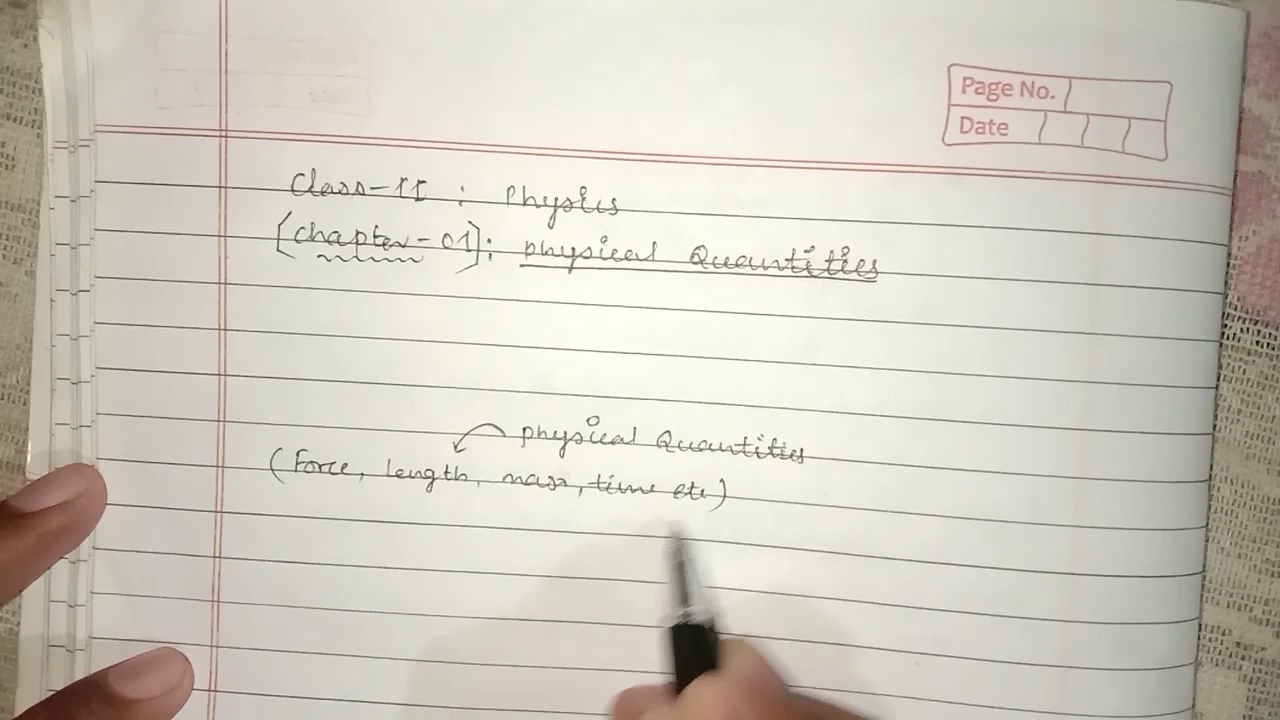 Page No.
Date
Class-11 : Physics
[chapter-01]: physical Quantities
physical Quantities
(Force, length, mass, time etc)